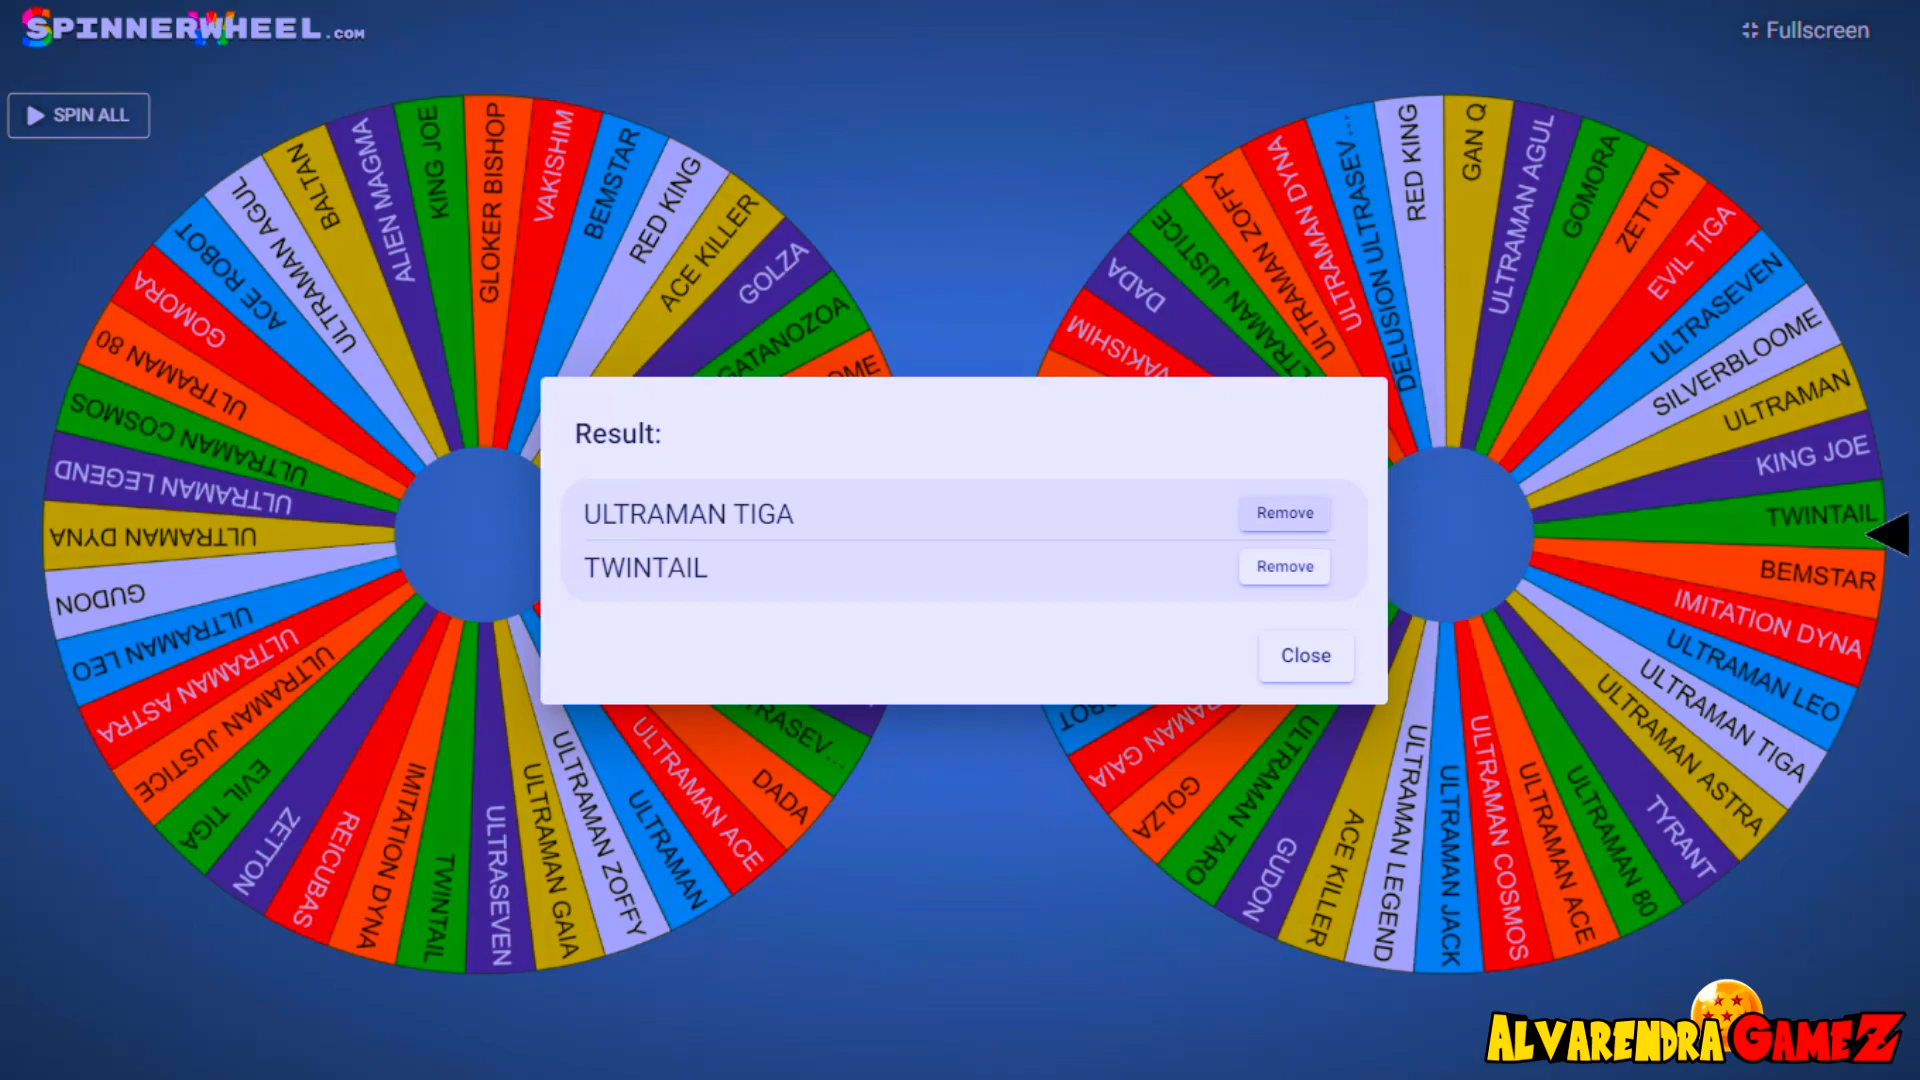 SPINNERWHEEL.COM
Fullscreen
SPIN ALL
GLOKER BISHOP
VAKISHIM
BEMSTAR
RED KING
ACE KILLER
GOLZA
GATANOZOA
OME
KING JOE
ALIEN MAGMA
BALTAN
ULTRAMAN AGUL
ACE ROBOT
GOMORA
ULTRAMAN 80
ULTRAMAN COSMOS
ULTRAMAN LEGEND
ULTRAMAN DYNA
GUDON
ULTRAMAN LEO
ULTRAMAN ASTRA
ULTRAMAN JUSTICE
EVIL TIGA
ZETTON
REICUBAS
IMITATION DYNA
TWINTAIL
ULTRASEVEN
ULTRAMAN GAIA
ULTRAMAN ZOFFY
ULTRAMAN
ULTRAMAN ACE
DADA
TRASEV...
Result:
ULTRAMAN TIGA
Remove
TWINTAIL
Remove
Close
VAKISHIM
DADA
ULTRAMAN JUSTICE
ULTRAMAN ZOFFY
ULTRAMAN DYNA
DELUSION ULTRASEV...
RED KING
GAN Q
ULTRAMAN AGUL
GOMORA
ZETTON
EVIL TIGA
ULTRASEVEN
SILVERBLOOME
ULTRAMAN
KING JOE
TWINTAIL
BEMSTAR
IMITATION DYNA
ULTRAMAN LEO
ULTRAMAN TIGA
ULTRAMAN ASTRA
TYRANT
ULTRAMAN 80
ULTRAMAN ACE
ULTRAMAN COSMOS
ULTRAMAN JACK
ULTRAMAN LEGEND
ACE KILLER
GUDON
ULTRAMAN TARO
GOLZA
RAMAN GAIA
ROBOT
ALVARENDRA GAMEZ